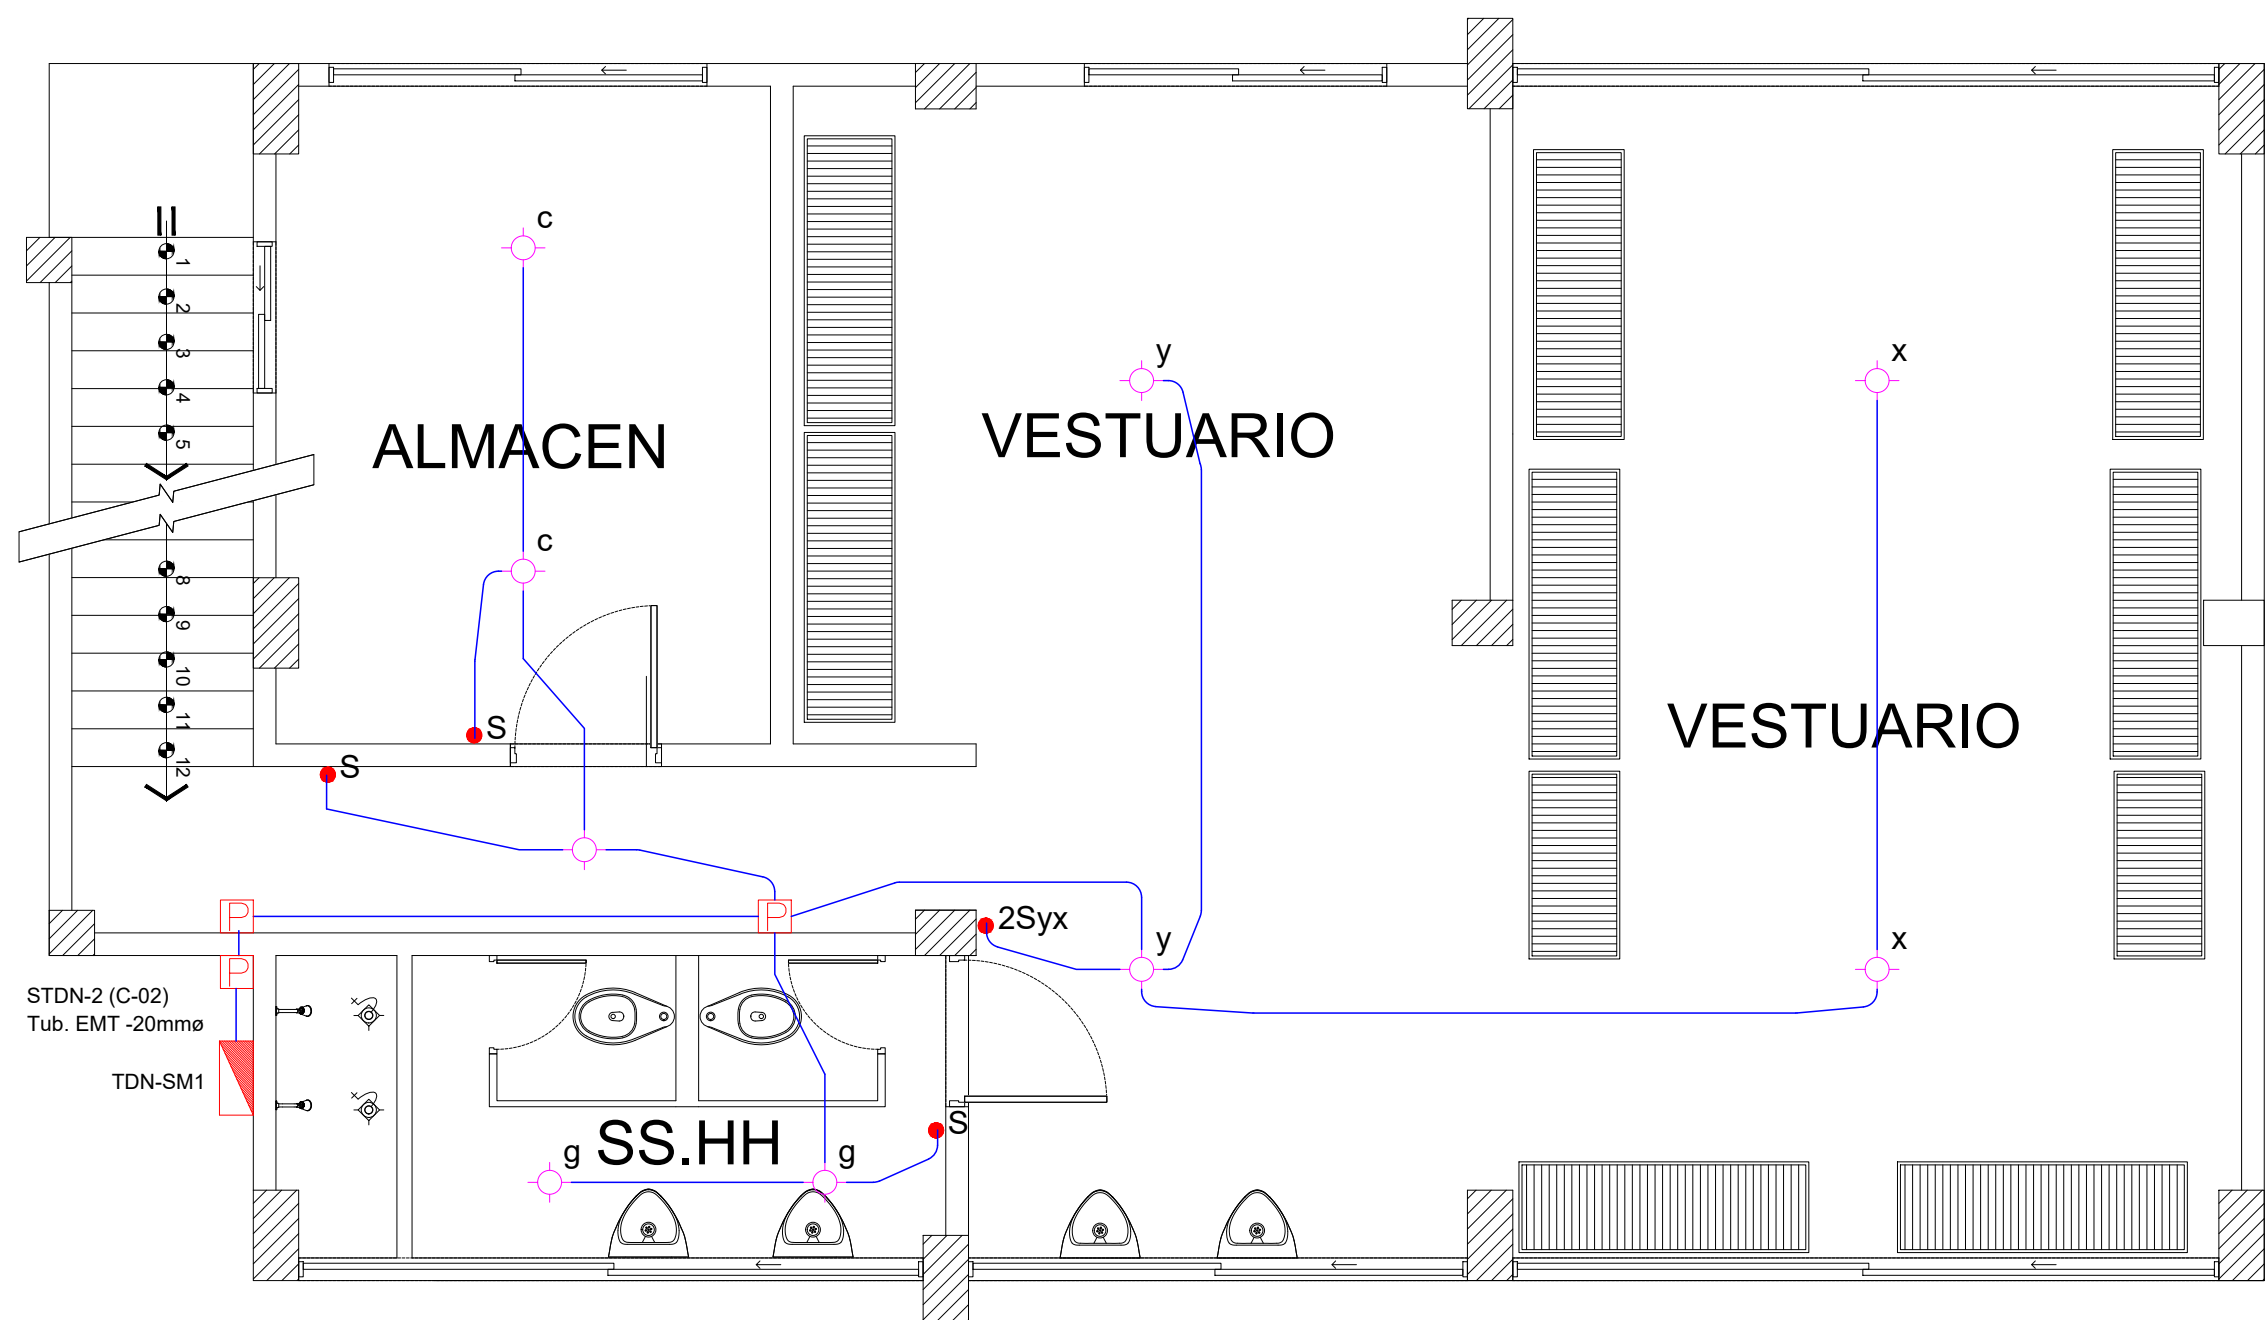 c
1
2
3
4
5
y
x
ALMACEN
VESTUARIO
c
8
9
10
11
12
VESTUARIO
S
S
P
P
2Syx
y
x
P
STDN-2 (C-02)
Tub. EMT -20mmø
TDN-SM1
S
g
SS.HH
g